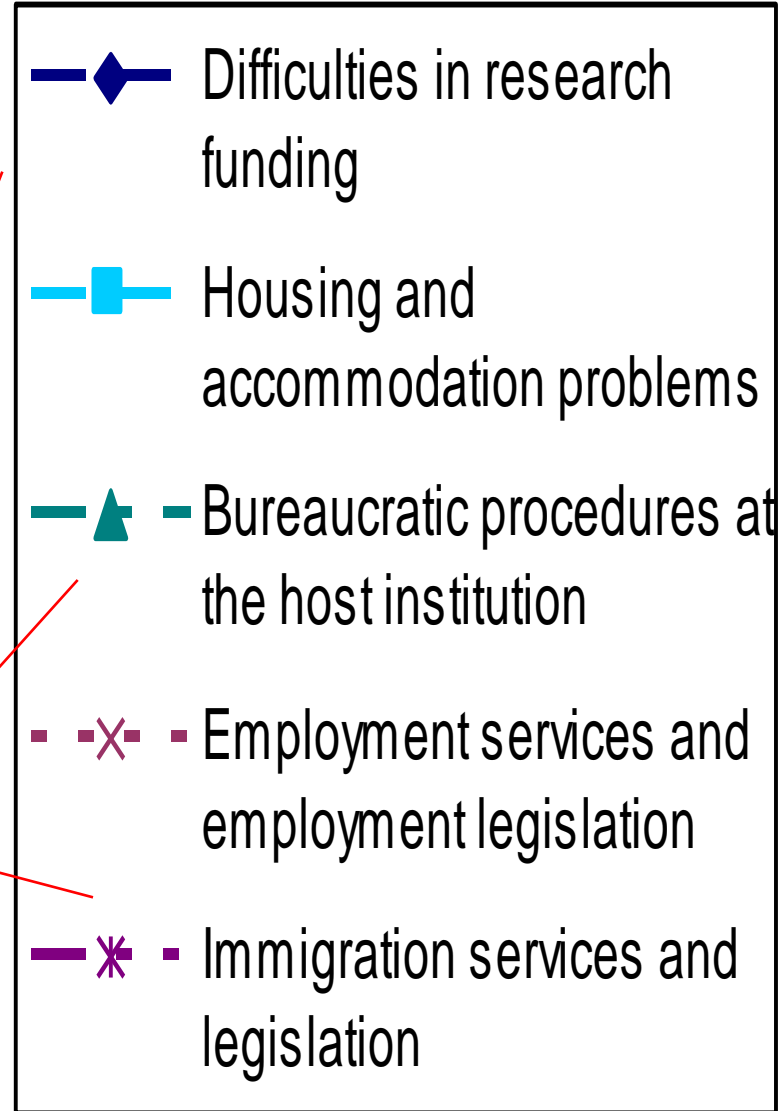 Difficulties in research
funding
Housing and
accommodation problems
Bureaucratic procedures at
the host institution
Employment services and
employment legislation
Immigration services and
legislation